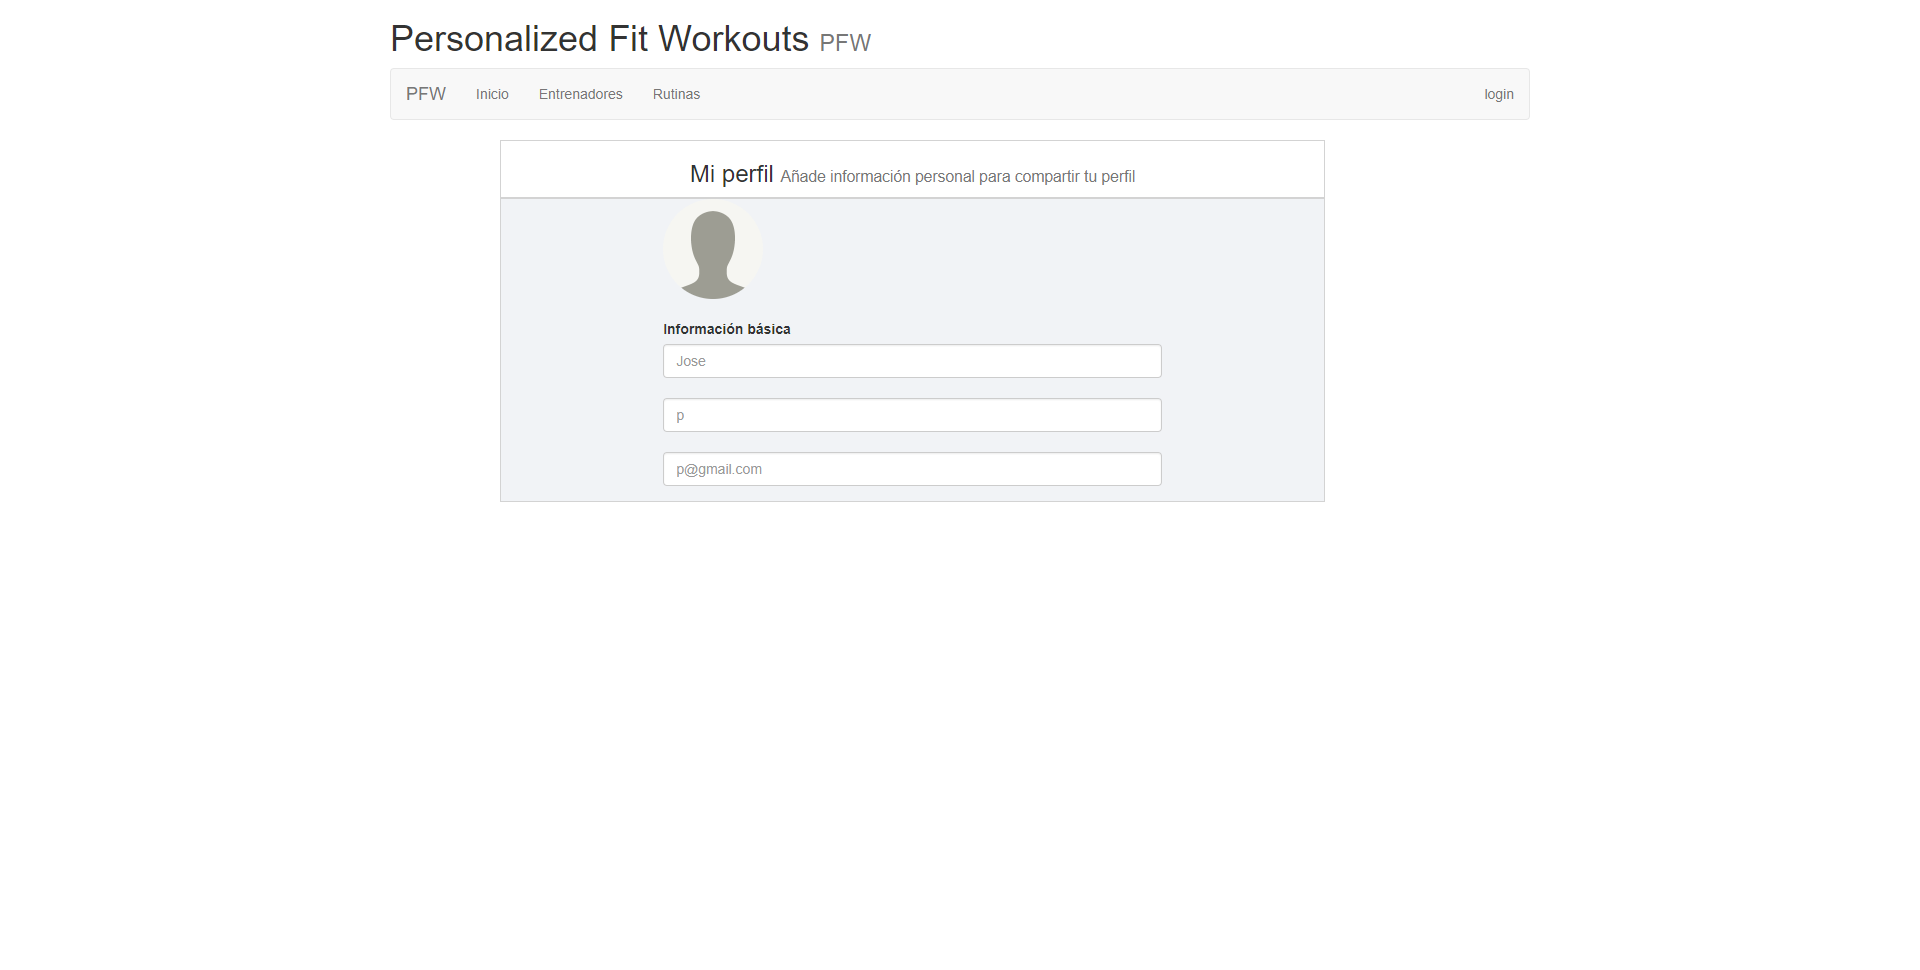 Personalized Fit Workouts PFW
PFW Inicio Entrenadores Rutinas login
Mi perfil Añade información personal para compartir tu perfil
Información básica
Jose
p
p@gmail.com